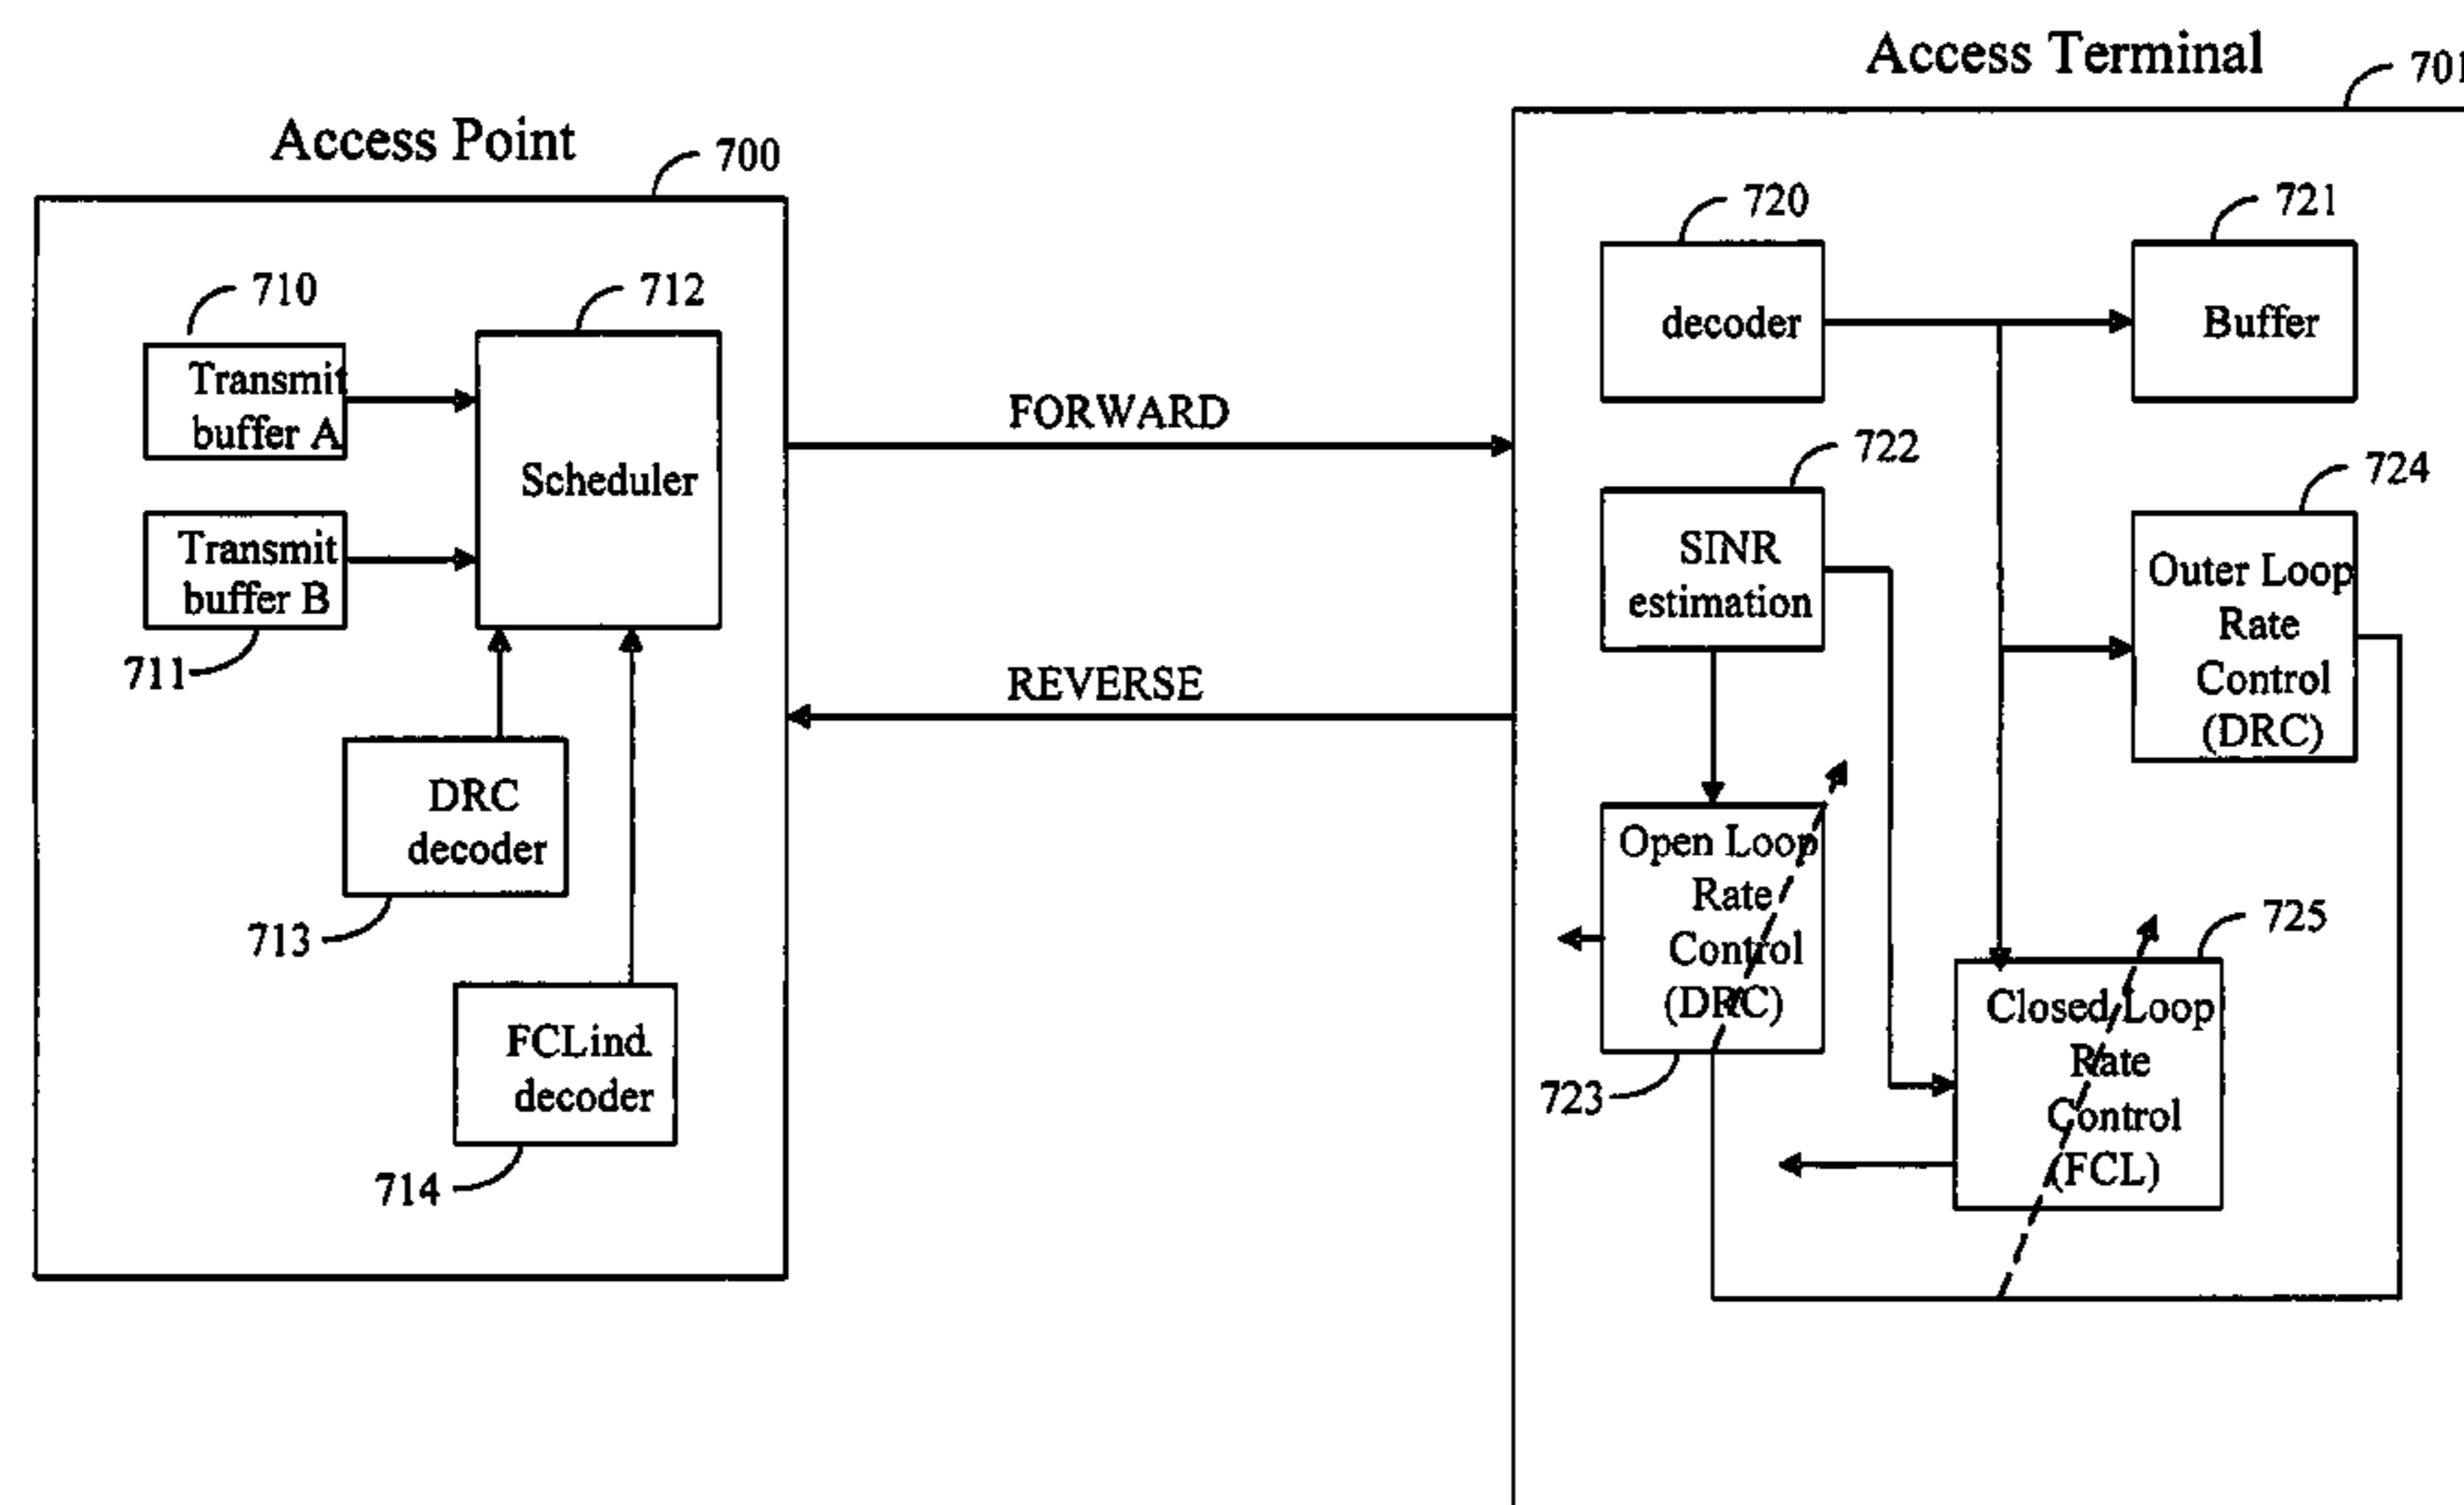 Access Terminal
701
Access Point
700
720
721
710
712
decoder
Buffer
Transmit
buffer A
FORWARD
722
724
Scheduler
SINR
estimation
Transmit
buffer B
Outer Loop
Rate
Control
(DRC)
711
REVERSE
DRC
decoder
Open Loop
Rate
Control
(DRC)
713
725
FCLind.
decoder
Closed Loop
Rate
Control
(FCL)
723
714